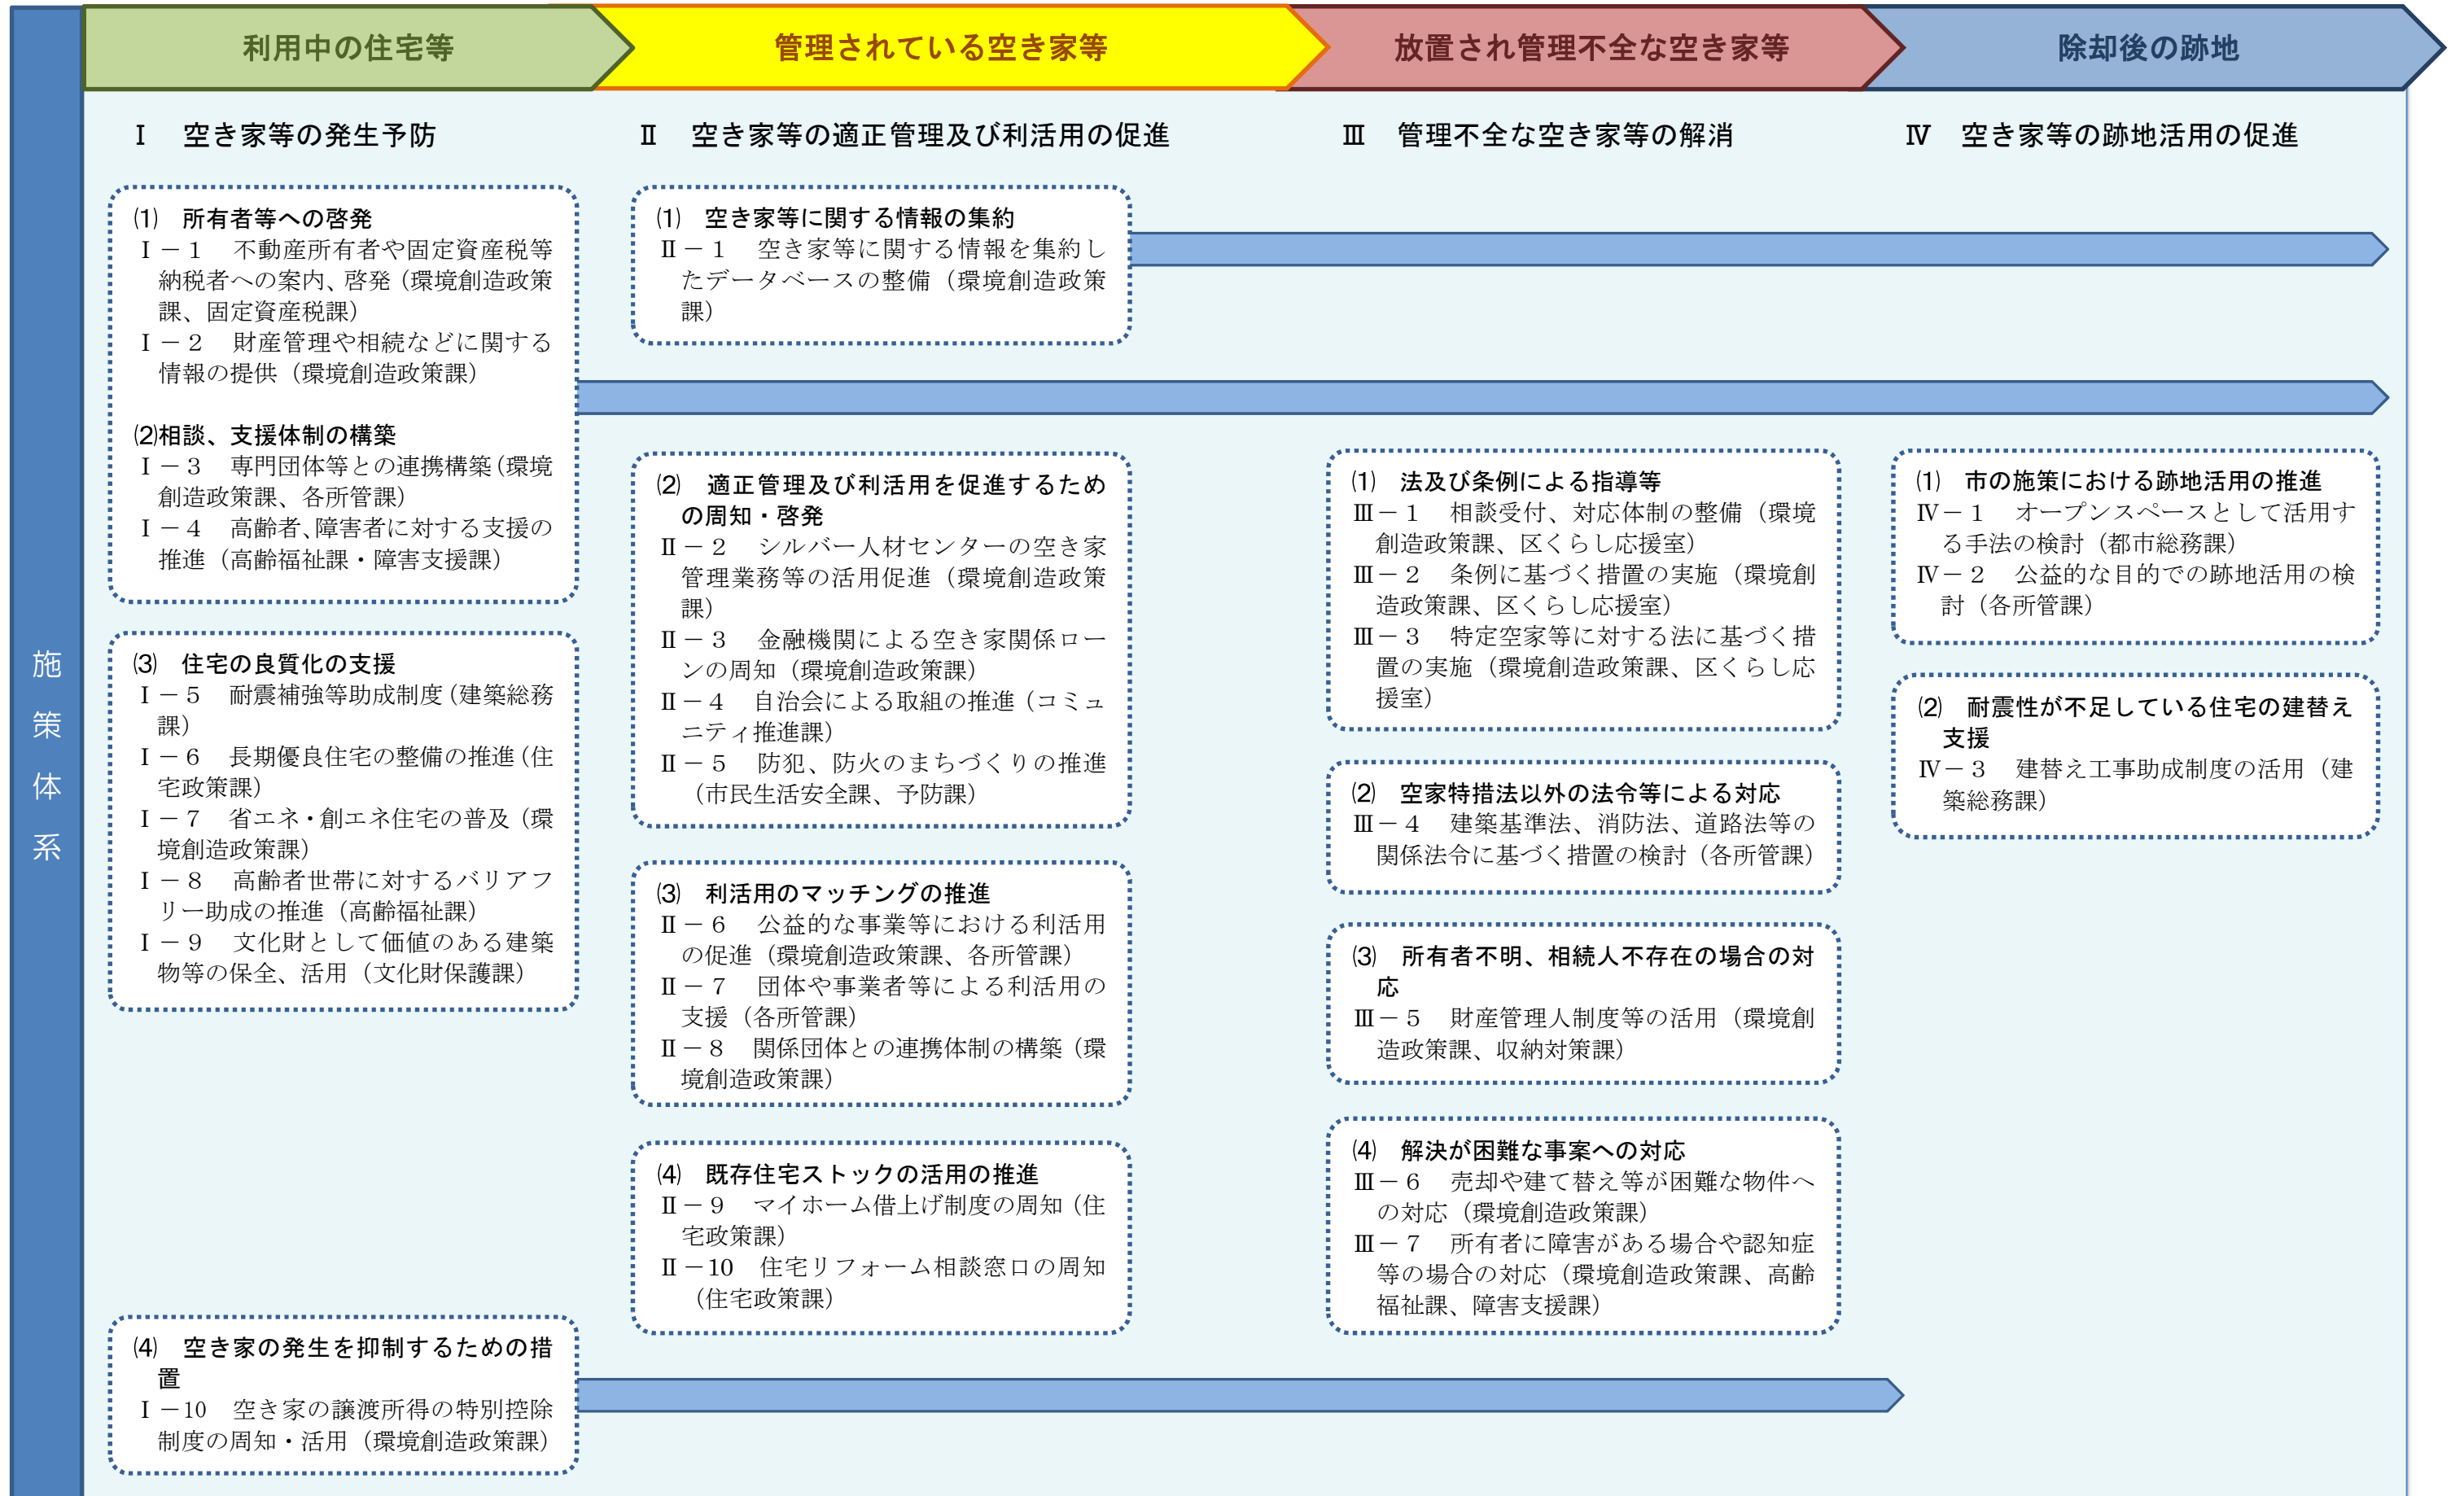 施策体系
利用中の住宅等
管理されている空き家等
放置され管理不全な空き家等
除却後の跡地
Ⅰ　空き家等の発生予防
⑴　所有者等への啓発
Ⅰ－１　不動産所有者や固定資産税等
納税者への案内、啓発（環境創造政策
課、固定資産税課）
Ⅰ－２　財産管理や相続などに関する
情報の提供（環境創造政策課）
⑵相談、支援体制の構築
Ⅰ－３　専門団体等との連携構築（環境
創造政策課、各所管課）
Ⅰ－４　高齢者、障害者に対する支援の
推進（高齢福祉課・障害支援課）
⑶　住宅の良質化の支援
Ⅰ－５　耐震補強等助成制度（建築総務
課）
Ⅰ－６　長期優良住宅の整備の推進（住
宅政策課）
Ⅰ－７　省エネ・創エネ住宅の普及（環
境創造政策課）
Ⅰ－８　高齢者世帯に対するバリアフ
リー助成の推進（高齢福祉課）
Ⅰ－９　文化財として価値のある建築
物等の保全、活用（文化財保護課）
⑷　空き家の発生を抑制するための措
置
Ⅰ－10　空き家の譲渡所得の特別控除
制度の周知・活用（環境創造政策課）
Ⅱ　空き家等の適正管理及び利活用の促進
⑴　空き家等に関する情報の集約
Ⅱ－１　空き家等に関する情報を集約し
たデータベースの整備（環境創造政策
課）
⑵　適正管理及び利活用を促進するため
の周知・啓発
Ⅱ－２　シルバー人材センターの空き家
管理業務等の活用促進（環境創造政策
課）
Ⅱ－３　金融機関による空き家関係ロー
ンの周知（環境創造政策課）
Ⅱ－４　自治会による取組の推進（コミュ
ニティ推進課）
Ⅱ－５　防犯、防火のまちづくりの推進
（市民生活安全課、予防課）
⑶　利活用のマッチングの推進
Ⅱ－６　公益的な事業等における利活用
の促進（環境創造政策課、各所管課）
Ⅱ－７　団体や事業者等による利活用の
支援（各所管課）
Ⅱ－８　関係団体との連携体制の構築（環
境創造政策課）
⑷　既存住宅ストックの活用の推進
Ⅱ－９　マイホーム借上げ制度の周知（住
宅政策課）
Ⅱ－10　住宅リフォーム相談窓口の周知
（住宅政策課）
Ⅲ　管理不全な空き家等の解消
⑴　法及び条例による指導等
Ⅲ－１　相談受付、対応体制の整備（環境
創造政策課、区くらし応援室）
Ⅲ－２　条例に基づく措置の実施（環境創
造政策課、区くらし応援室）
Ⅲ－３　特定空家等に対する法に基づく措
置の実施（環境創造政策課、区くらし応
援室）
⑵　空家特措法以外の法令等による対応
Ⅲ－４　建築基準法、消防法、道路法等の
関係法令に基づく措置の検討（各所管課）
⑶　所有者不明、相続人不存在の場合の対
応
Ⅲ－５　財産管理人制度等の活用（環境創
造政策課、収納対策課）
⑷　解決が困難な事案への対応
Ⅲ－６　売却や建て替え等が困難な物件へ
の対応（環境創造政策課）
Ⅲ－７　所有者に障害がある場合や認知症
等の場合の対応（環境創造政策課、高齢
福祉課、障害支援課）
Ⅳ　空き家等の跡地活用の促進
⑴　市の施策における跡地活用の推進
Ⅳ－１　オープンスペースとして活用す
る手法の検討（都市総務課）
Ⅳ－２　公益的な目的での跡地活用の検
討（各所管課）
⑵　耐震性が不足している住宅の建替え
支援
Ⅳ－３　建替え工事助成制度の活用（建
築総務課）